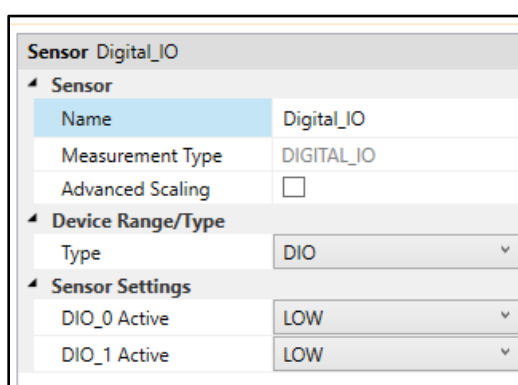 Sensor Digital_IO
Sensor
Name Digital_IO
Measurement Type DIGITAL_IO
Advanced Scaling
Device Range/Type
Type DIO
Sensor Settings
DIO_0 Active LOW
DIO_1 Active LOW